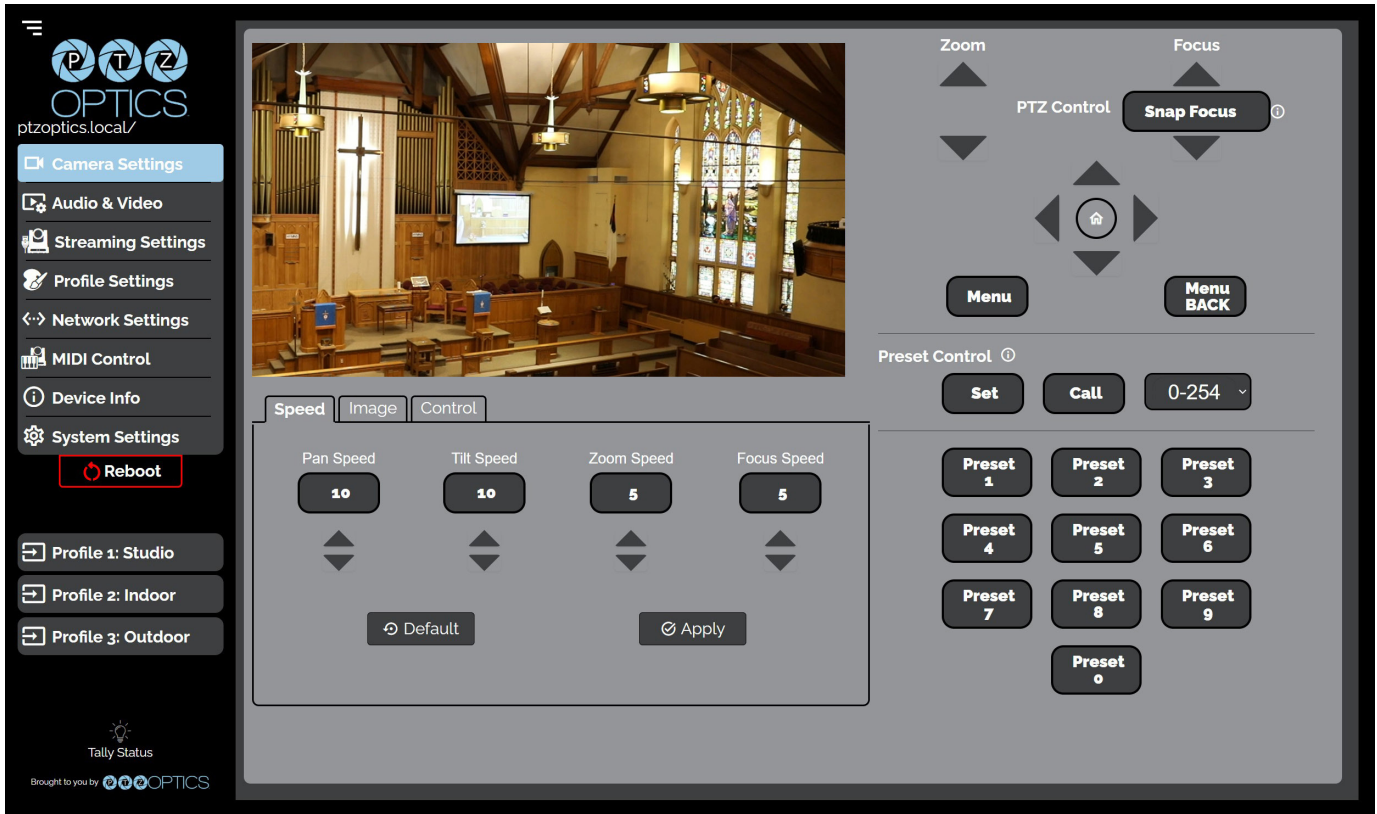 P T Z
OPTICS
ptzoptics.local/
Camera Settings
Audio & Video
Streaming Settings
Profile Settings
Network Settings
MIDI Control
Device Info
System Settings
Reboot
Profile 1: Studio
Profile 2: Indoor
Profile 3: Outdoor
Tally Status
Brought to you by PTZOPTICS
Speed Image Control
Pan Speed Tilt Speed Zoom Speed Focus Speed
10 10 5 5
Default Apply
Zoom Focus
PTZ Control Snap Focus
Menu Menu
BACK
Preset Control
Set Call 0-254
Preset Preset Preset
1 2 3
Preset Preset Preset
4 5 6
Preset Preset Preset
7 8 9
Preset
0